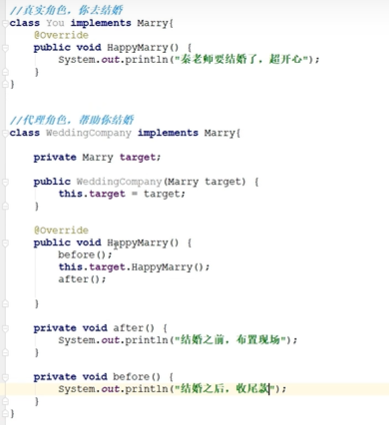 //真实角色，你去结婚
class You implements Marry{
@Override
public void HappyMarry() {
System.out.println("秦老师要结婚了，超开心");
}
}
//代理角色，帮助你结婚
class WeddingCompany implements Marry{
private Marry target;
public WeddingCompany(Marry target) {
this.target = target;
}
@Override
public void HappyMarry() {
before();
this.target.HappyMarry();
after();
}
private void after() {
System.out.println("结婚之前，布置现场");
}
private void before() {
System.out.println("结婚之后，收尾款");
}
}